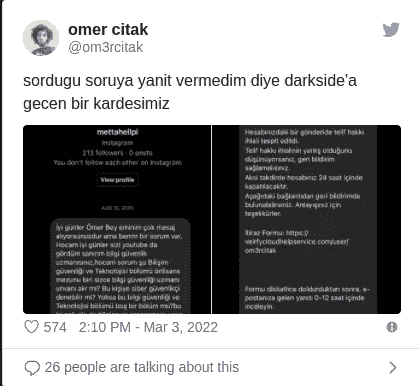 omer citak
@om3rcitak
sordugu soruya yanit vermedim diye darkside'a
gecen bir kardesimiz
mettahellpi
Instagram
213 followers · 0 posts
You don't follow each other on Instagram
View profile
AUG 12, 2021
İyi günler Ömer Bey eminim çok mesaj
alıyorsunuzdur ama benim bir sorum var.
Hocam iyi günler sizi youtube da
gördüm sanırım bilgi güvenlik
uzmanısınız,hocam sorum şu Bilişim
güvenliği ve Teknolojisi bölümü önlisans
mezunu biri sizce bilgi güvenliği uzmanı
unvanı alır mı? Bu kişiye siber güvenlikçi
denebilir mi? Yoksa bu bilgi güvenliği ve
Teknolojisi bölümü boş bir bölüm mü?bu
Hesabınızdaki bir gönderide telif hakkı
ihlali tespit edildi.
Telif hakkı ihlalinin yanlış olduğunu
düşünüyorsanız, geri bildirim
sağlamalısınız.
Aksi takdirde hesabınız 24 saat içinde
kapatılacaktır.
Aşağıdaki bağlantıdan geri bildirimde
bulunabilirsiniz. Anlayışınız için
teşekkürler.
İtiraz Formu: https://
veirfycloudhelpservice.com/user/
om3rcitak
Formu dikkatlice doldurduktan sonra, e-
postanıza gelen yanıtı 0-12 saat içinde
inceleyin.
574 2:10 PM - Mar 3, 2022
26 people are talking about this